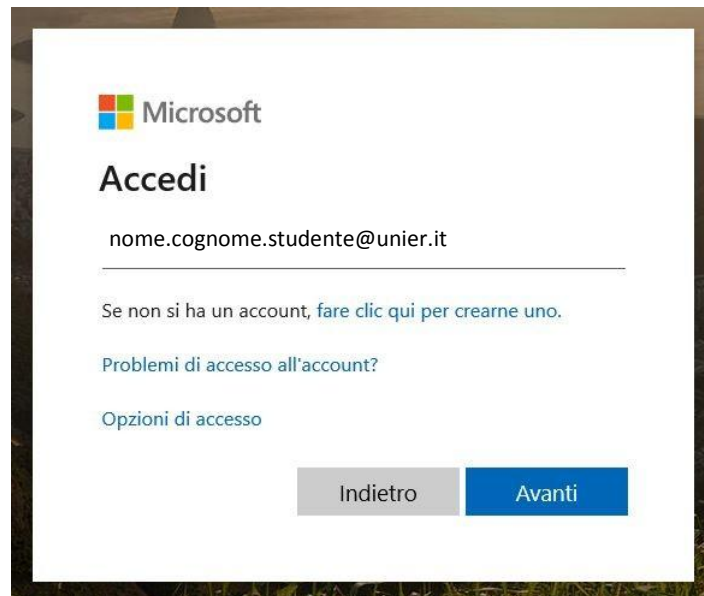 Microsoft
Accedi
nome.cognome.studente@unier.it
Se non si ha un account, fare clic qui per crearne uno.
Problemi di accesso all'account?
Opzioni di accesso
Indietro
Avanti